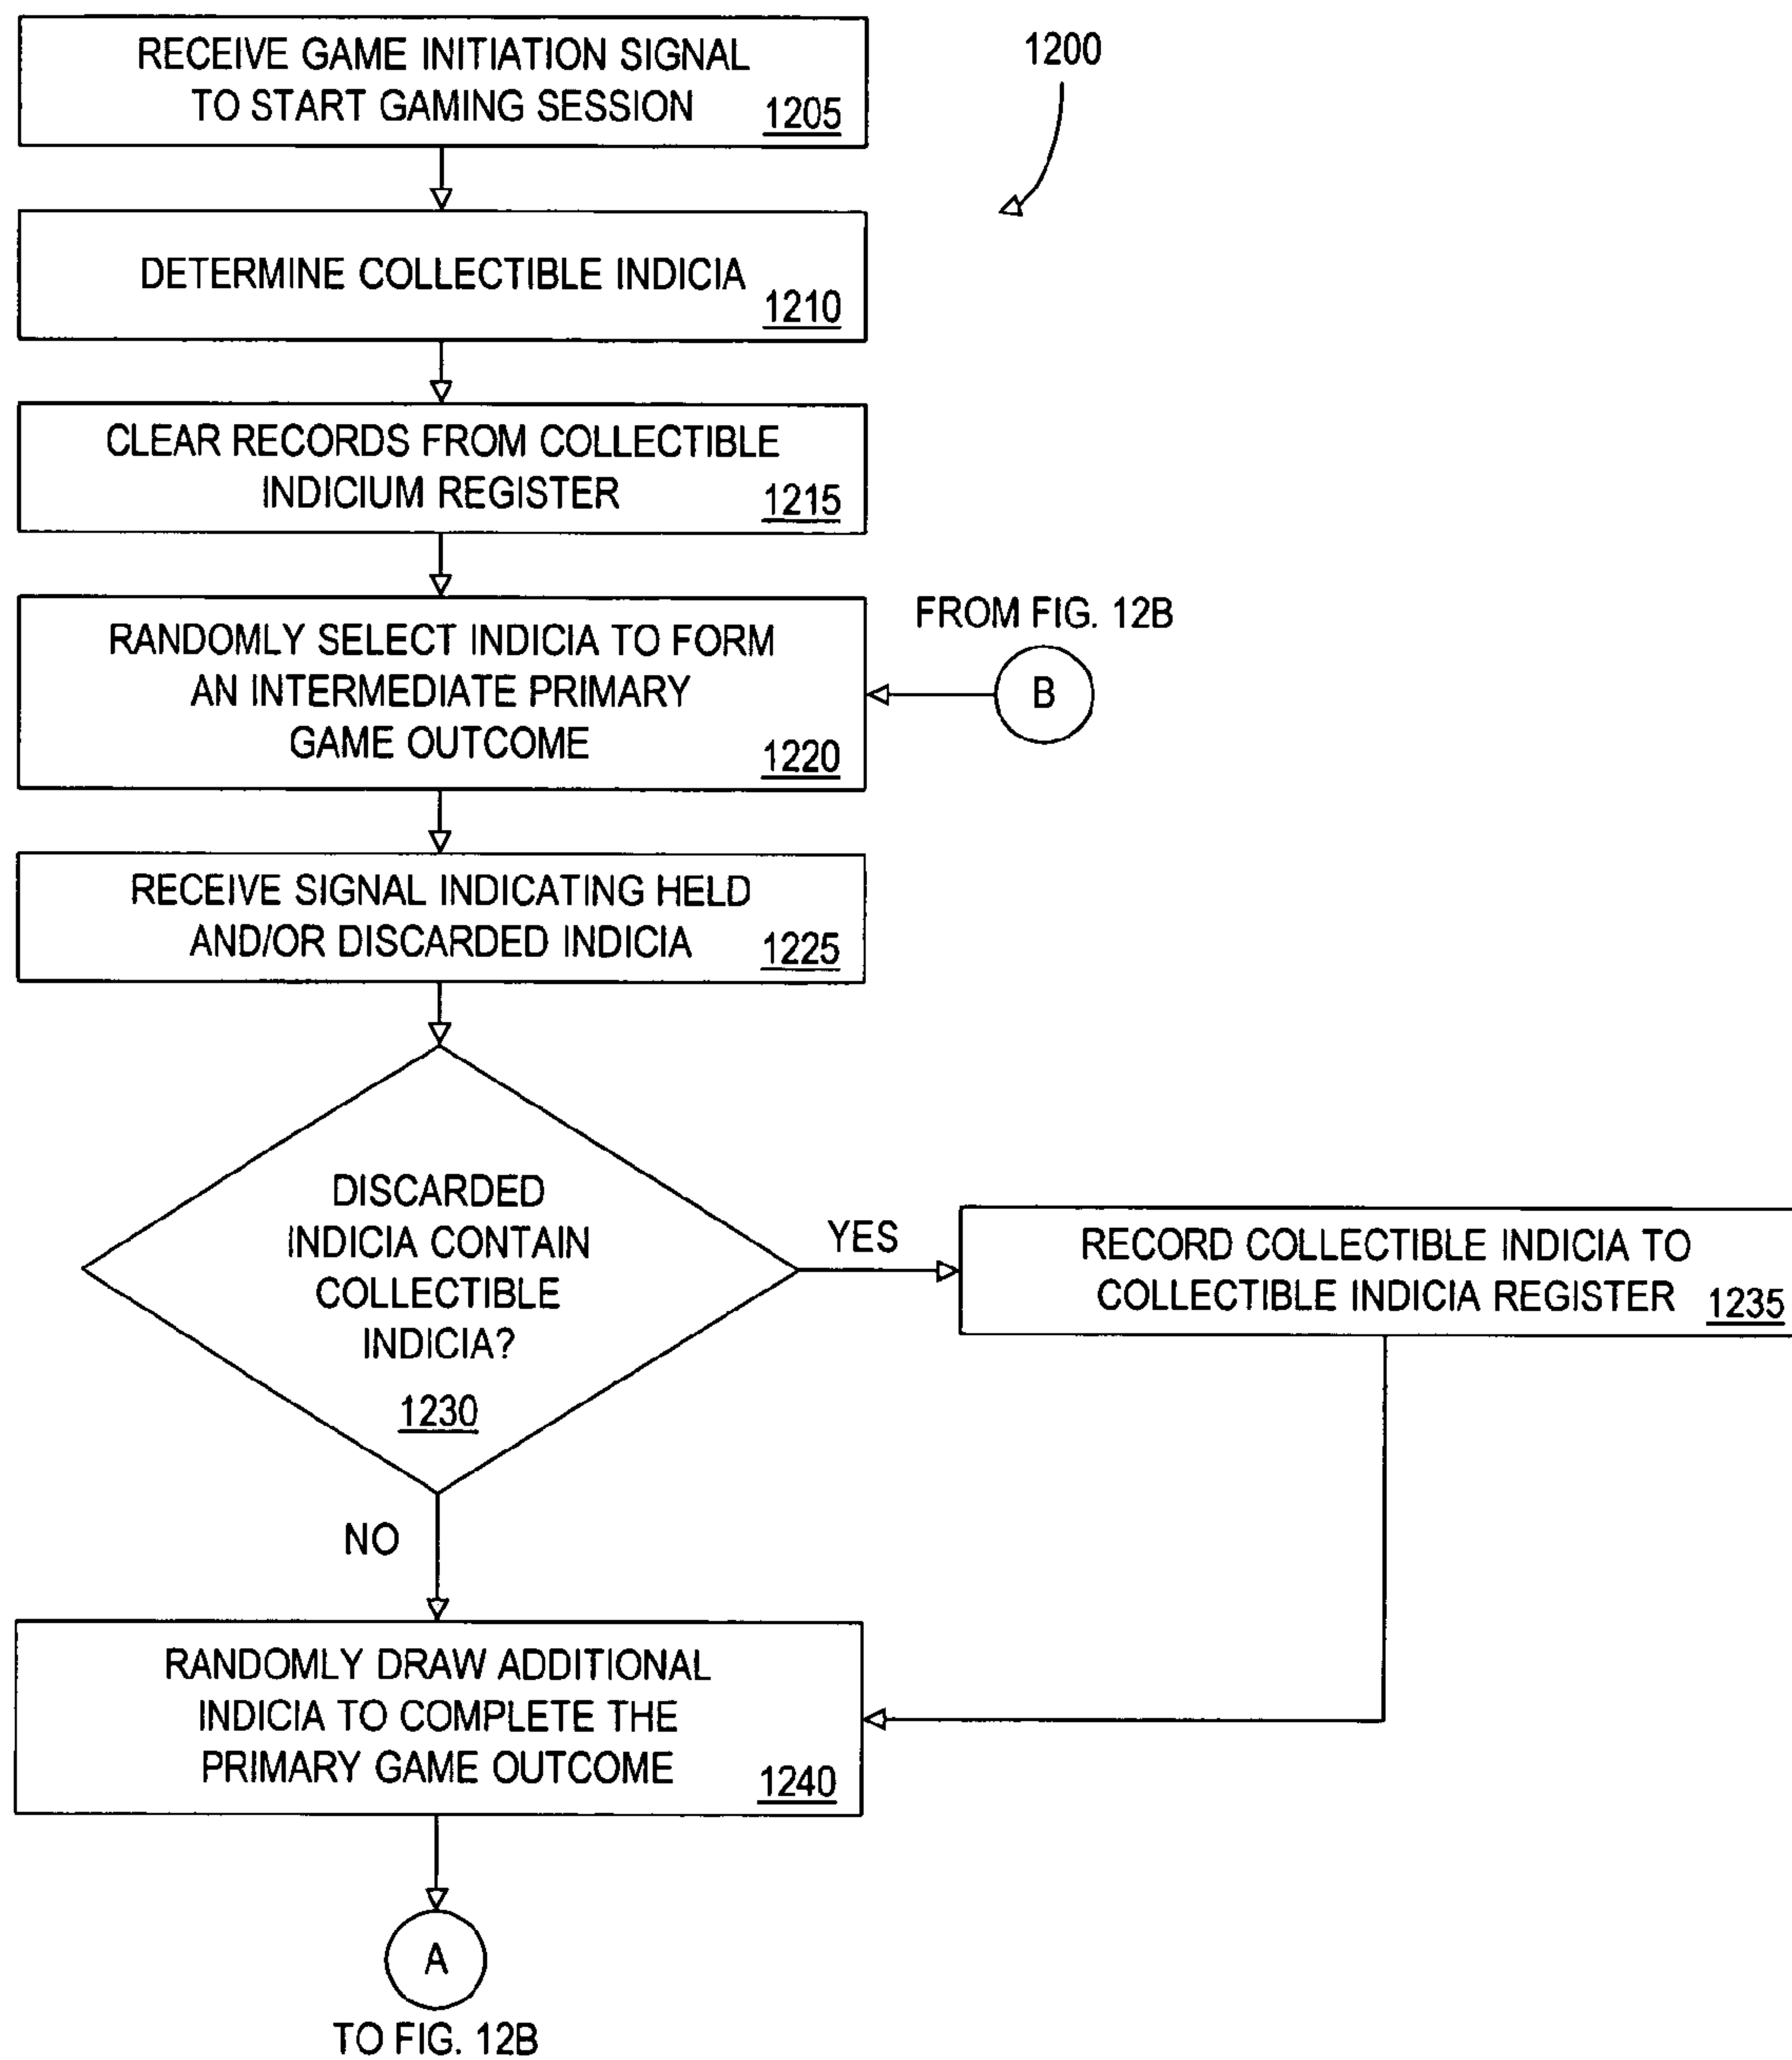 RECEIVE GAME INITIATION SIGNAL
TO START GAMING SESSION
1205
1200
DETERMINE COLLECTIBLE INDICIA
1210
CLEAR RECORDS FROM COLLECTIBLE
INDICIUM REGISTER
1215
RANDOMLY SELECT INDICIA TO FORM
AN INTERMEDIATE PRIMARY
GAME OUTCOME
1220
FROM FIG. 12B
B
RECEIVE SIGNAL INDICATING HELD
AND/OR DISCARDED INDICIA
1225
DISCARDED
INDICIA CONTAIN
COLLECTIBLE
INDICIA?
1230
YES
RECORD COLLECTIBLE INDICIA TO
COLLECTIBLE INDICIA REGISTER
1235
NO
RANDOMLY DRAW ADDITIONAL
INDICIA TO COMPLETE THE
PRIMARY GAME OUTCOME
1240
A
TO FIG. 12B